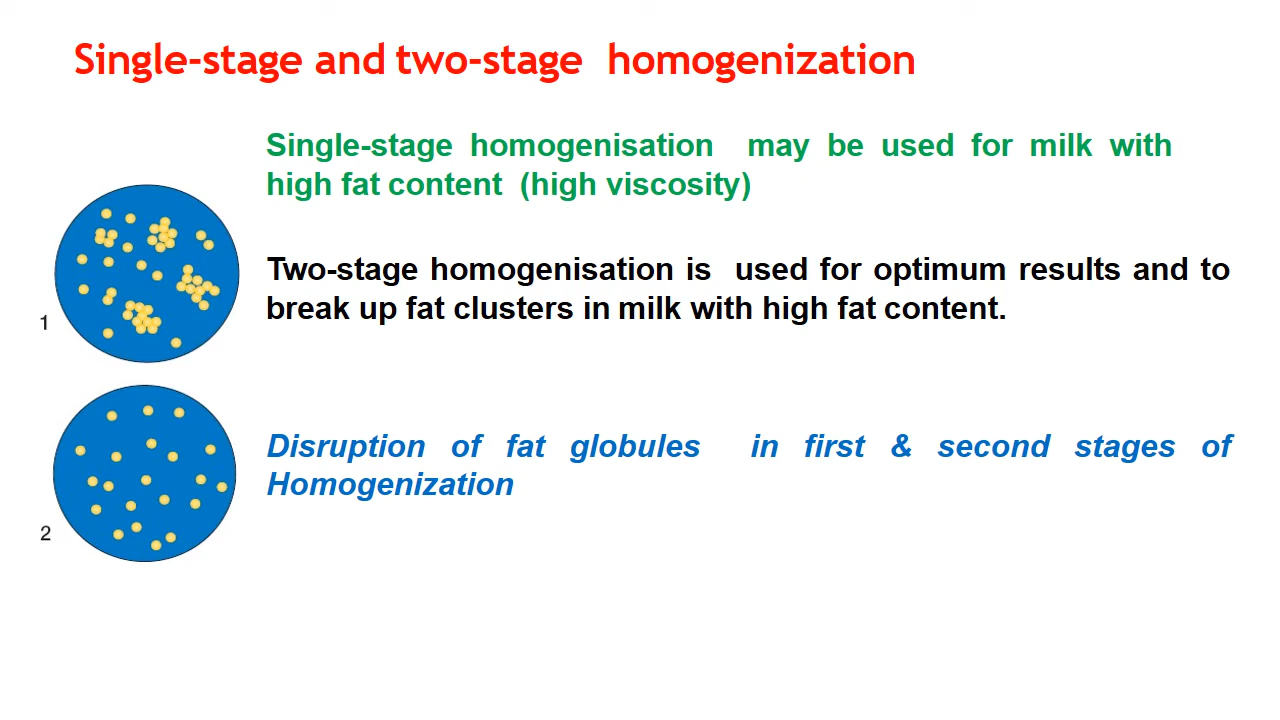 Single-stage and two-stage homogenization
Single-stage homogenisation may be used for milk with
high fat content (high viscosity)
Two-stage homogenisation is used for optimum results and to
break up fat clusters in milk with high fat content.
1
Disruption of fat globules in first & second stages of
Homogenization
2